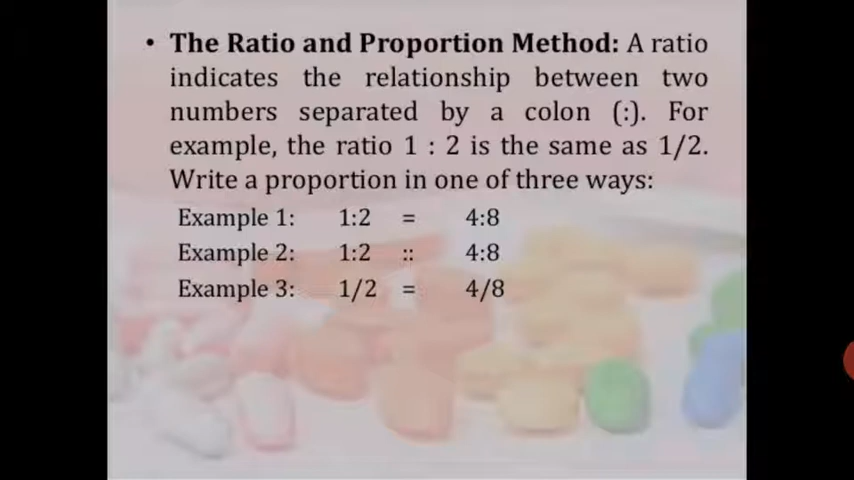 • The Ratio and Proportion Method: A ratio
indicates the relationship between two
numbers separated by a colon (:). For
example, the ratio 1 : 2 is the same as 1/2.
Write a proportion in one of three ways:
Example 1: 1:2 = 4:8
Example 2: 1:2 :: 4:8
Example 3: 1/2 = 4/8